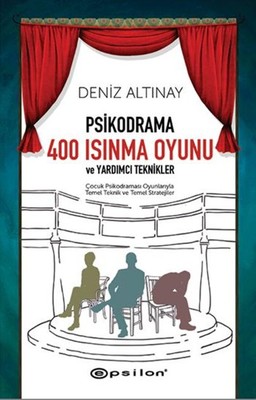 DENİZ ALTINAY
PSİKODRAMA
400 ISINMA OYUNU
ve YARDIMCI TEKNİKLER
Çocuk Psikodraması Oyunlarıyla
Temel Teknik ve Temel Stratejiler
epsilon